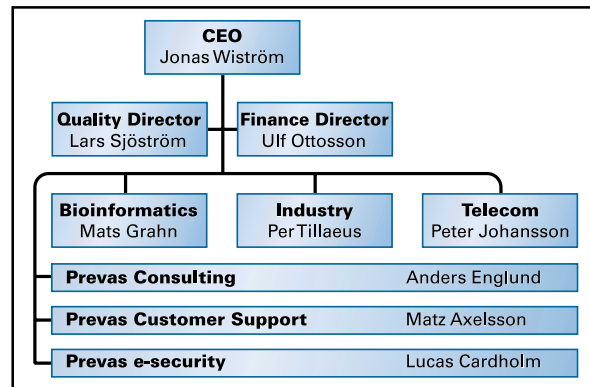 CEO
Jonas Wiström
Quality Director
Lars Sjöström
Finance Director
Ulf Ottosson
Bioinformatics
Mats Grahn
Industry
Per Tillaeus
Telecom
Peter Johansson
Prevas Consulting Anders Englund
Prevas Customer Support Matz Axelsson
Prevas e-security Lucas Cardholm